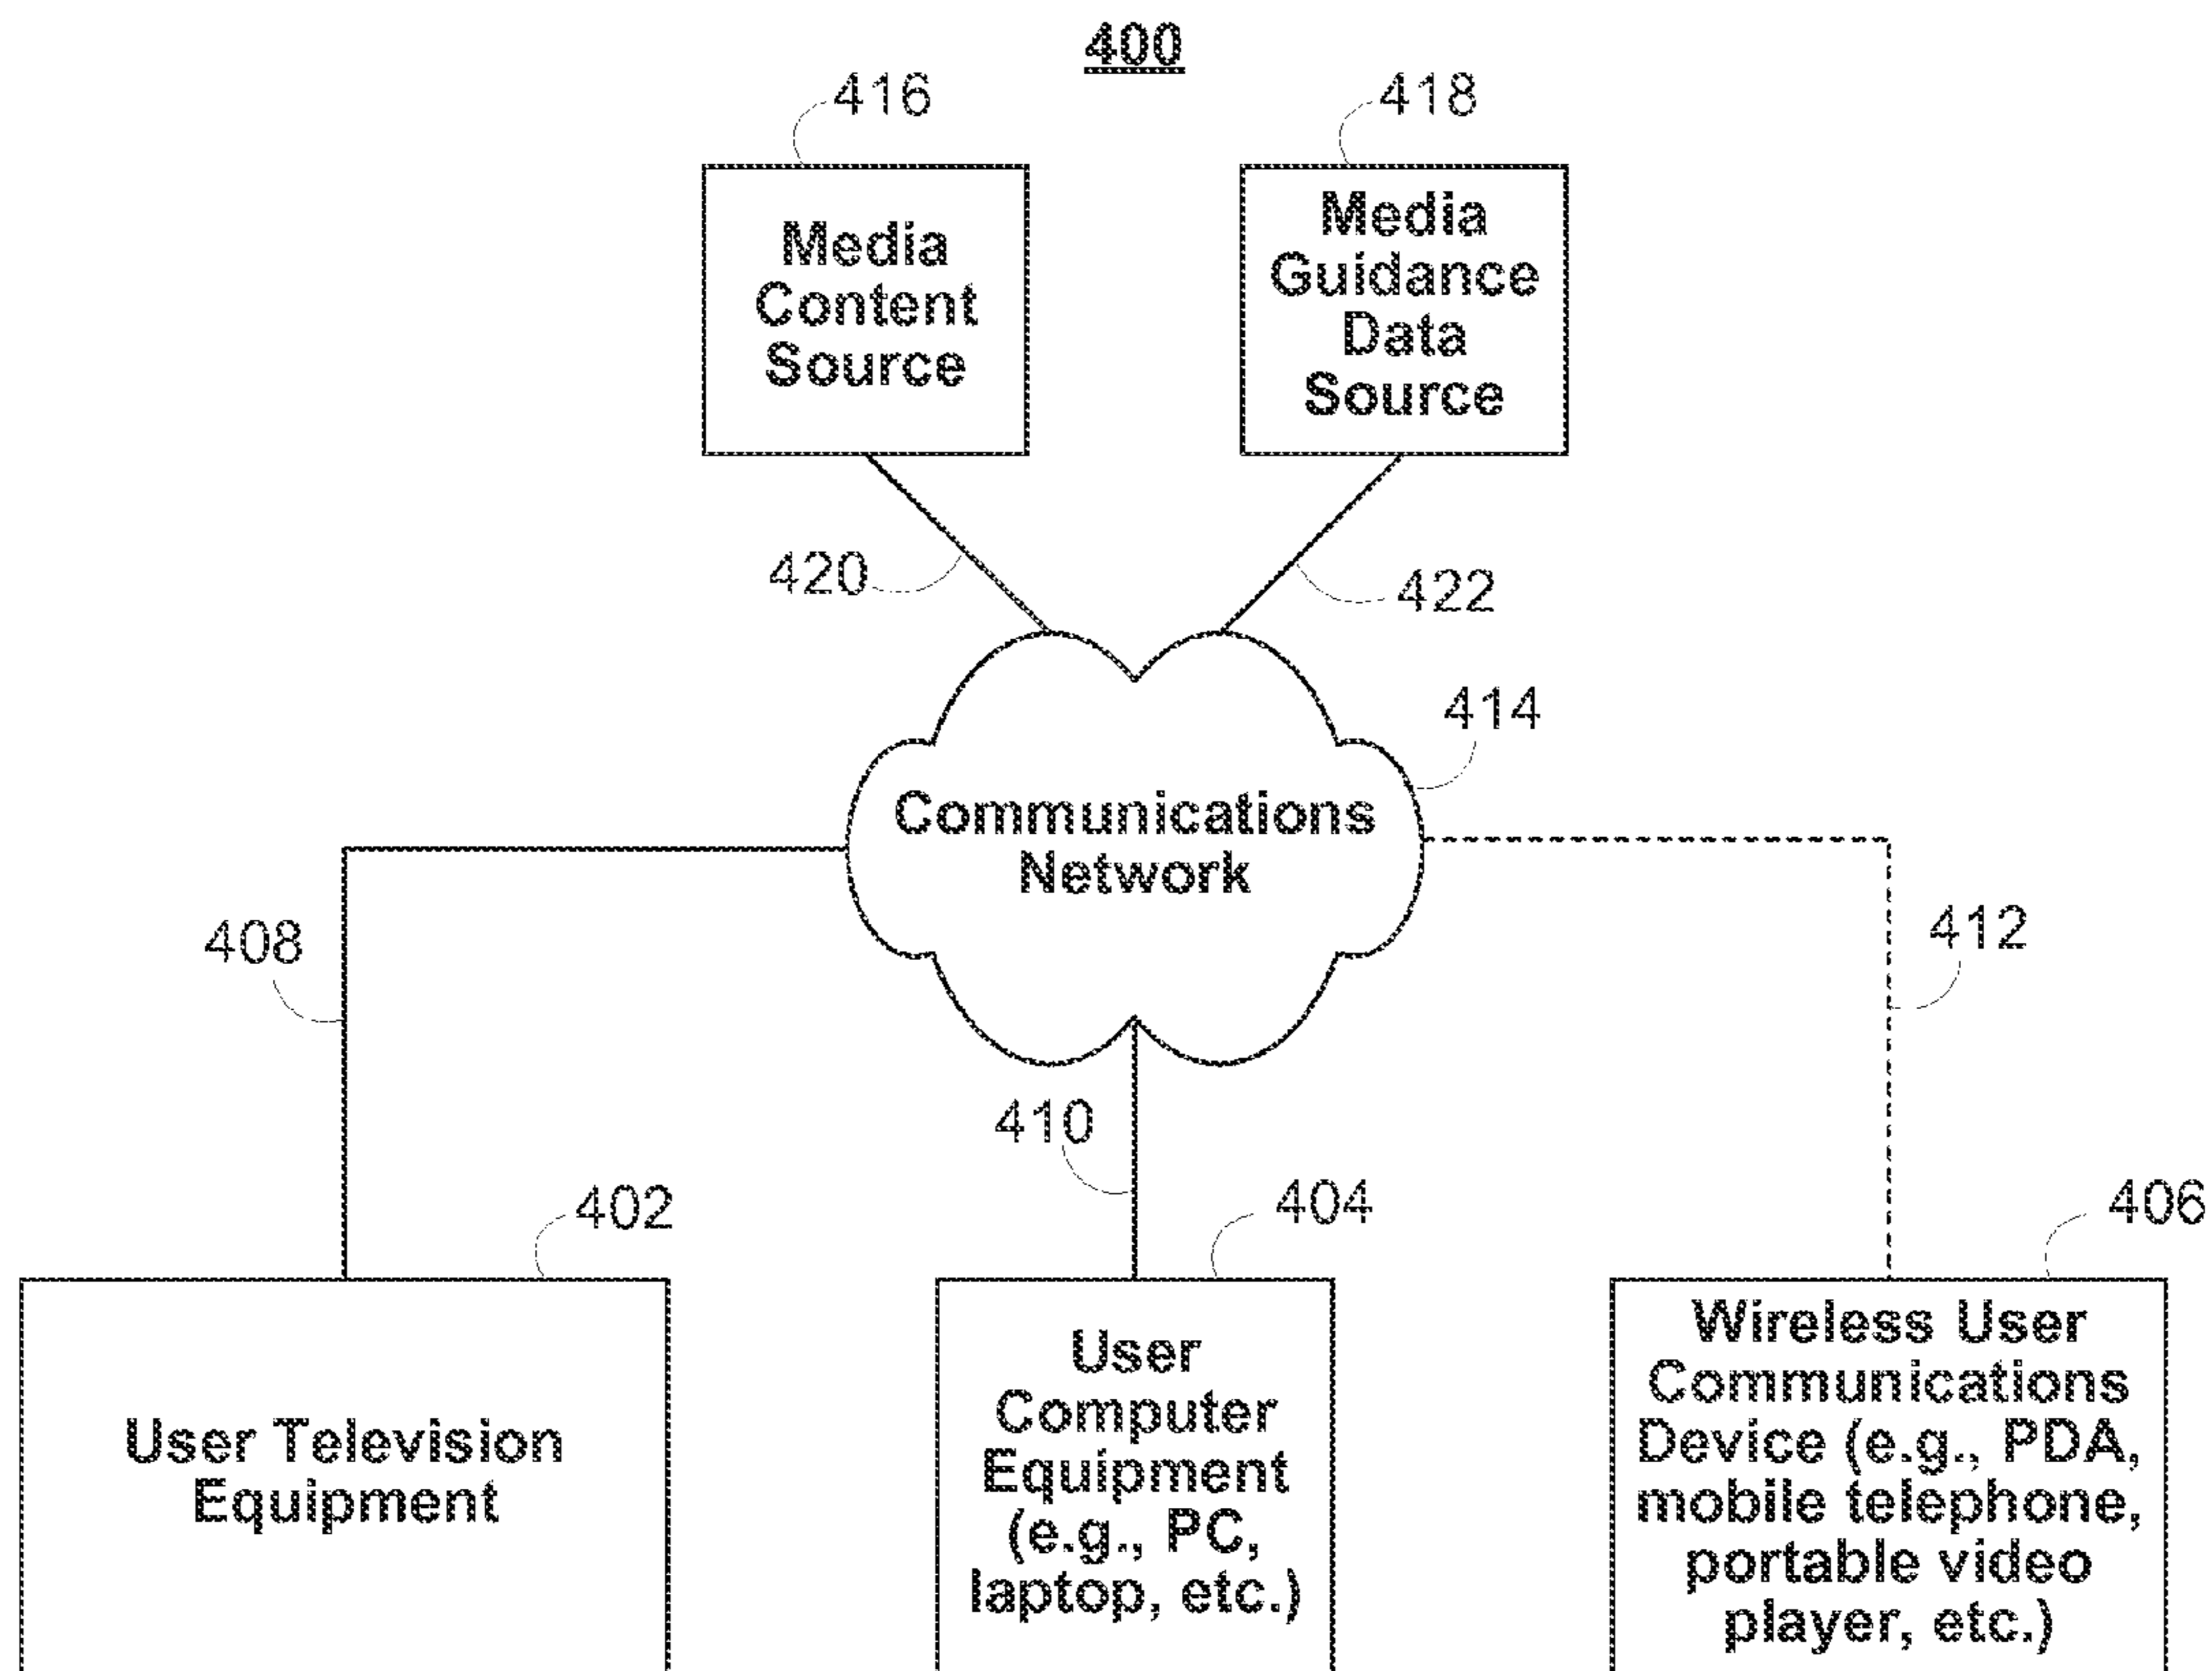 400
416
418
Media
Content
Source
Media
Guidance
Data
Source
420
422
414
Communications
Network
408
412
410
402
404
406
User Television
Equipment
User
Computer
Equipment
(e.g., PC,
laptop, etc.)
Wireless User
Communications
Device (e.g., PDA,
mobile telephone,
portable video
player, etc.)